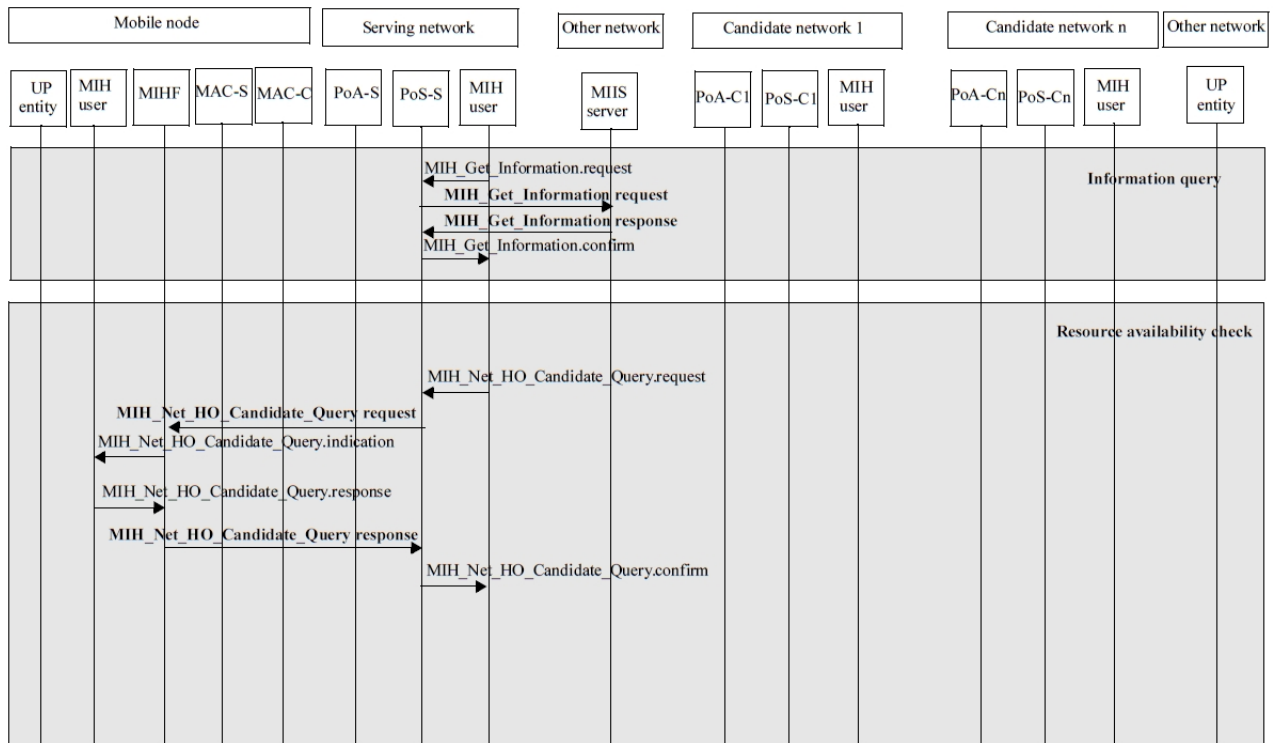 Mobile node
Serving network
Other network
Candidate network 1
Candidate network n
Other network
UP
entity
MIH
user
MIHF
MAC-S
MAC-C
PoA-S
PoS-S
MIH
user
MIIS
server
PoA-C1
PoS-C1
MIH
user
PoA-Cn
PoS-Cn
MIH
user
UP
entity
MIH_Get_Information.request
Information query
MIH_Get_Information request
MIH_Get_Information response
MIH_Get_Information.confirm
Resource availability check
MIH_Net_HO_Candidate_Query.request
MIH_Net_HO_Candidate_Query request
MIH_Net_HO_Candidate_Query.indication
MIH_Net_HO_Candidate_Query.response
MIH_Net_HO_Candidate_Query response
MIH_Net_HO_Candidate_Query.confirm